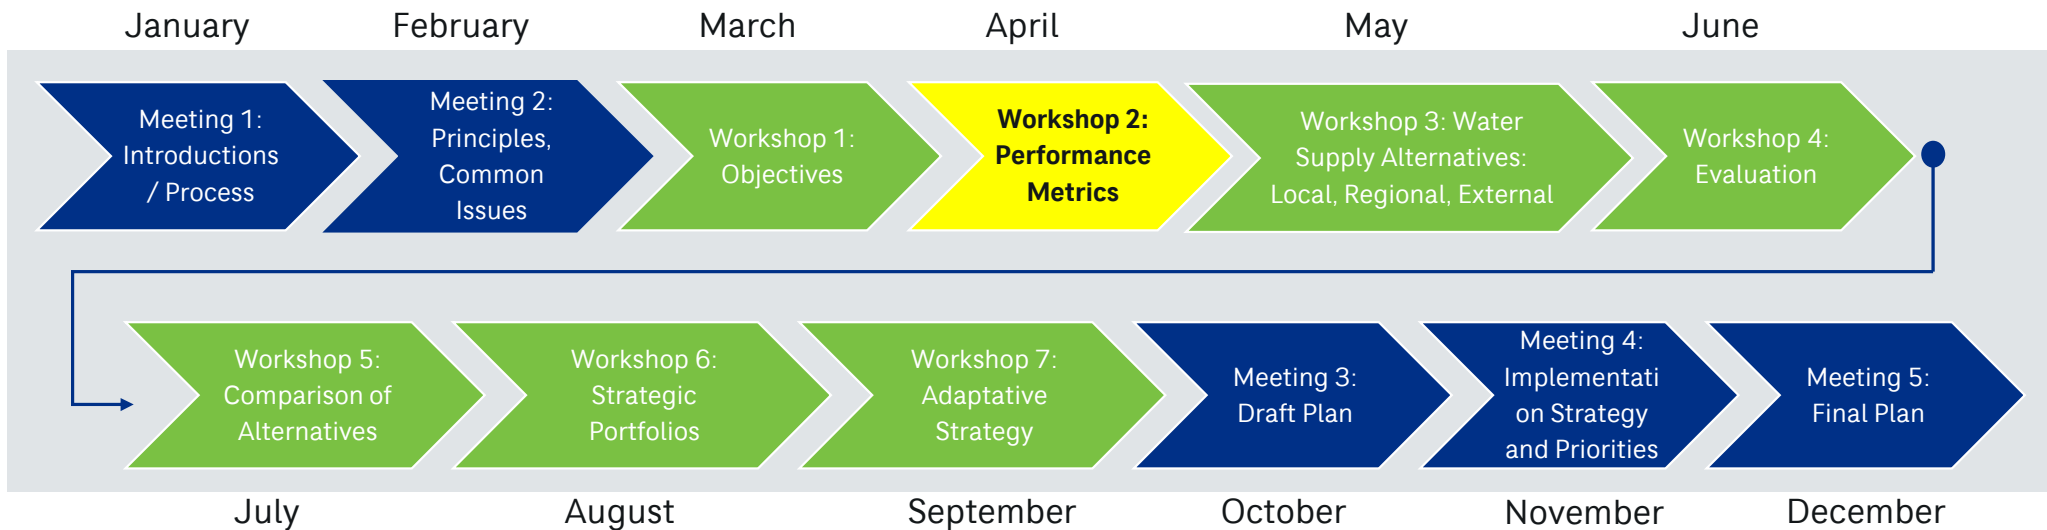 January
February
March
April
May
June
Meeting 1:
Introductions
/ Process
Meeting 2:
Principles,
Common
Issues
Workshop 1:
Objectives
Workshop 2:
Performance
Metrics
Workshop 3: Water
Supply Alternatives:
Local, Regional, External
Workshop 4:
Evaluation
Workshop 5:
Comparison of
Alternatives
Workshop 6:
Strategic
Portfolios
Workshop 7:
Adaptative
Strategy
Meeting 3:
Draft Plan
Meeting 4:
Implementati
on Strategy
and Priorities
Meeting 5:
Final Plan
July
August
September
October
November
December